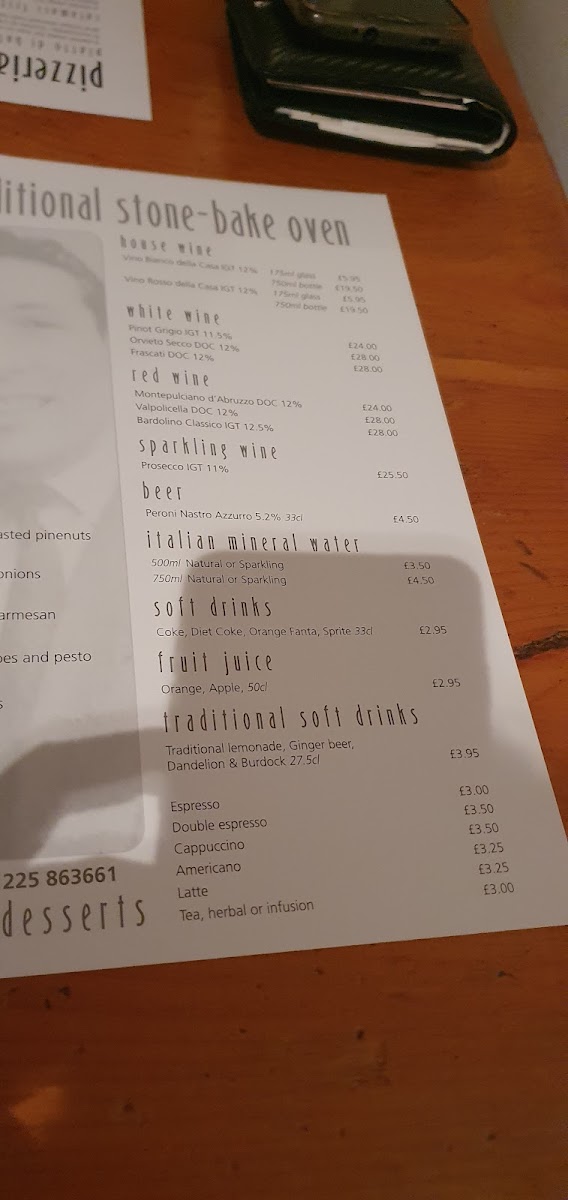 pizzeria
piatto di
ditional stone-bake oven
house wine
Vino Bianco della Casa IGT 12% 175ml glass £5.95
750ml bottle £19.50
Vino Rosso della Casa IGT 12% 175ml glass £5.95
750ml bottle £19.50
white wine
Pinot Grigio IGT 11.5% £24.00
Orvieto Secco DOC 12% £28.00
Frascati DOC 12% £28.00
red wine
Montepulciano d'Abruzzo DOC 12% £24.00
Valpolicella DOC 12% £28.00
Bardolino Classico IGT 12.5% £28.00
sparkling wine
Prosecco IGT 11% £25.50
beer
Peroni Nastro Azzurro 5.2% 33cl £4.50
italian mineral water
500ml Natural or Sparkling £3.50
750ml Natural or Sparkling £4.50
soft drinks
Coke, Diet Coke, Orange Fanta, Sprite 33cl £2.95
fruit juice
Orange, Apple, 50cl £2.95
traditional soft drinks
Traditional lemonade, Ginger beer,
Dandelion & Burdock 27.5cl £3.95
Espresso £3.00
Double espresso £3.50
Cappuccino £3.50
Americano £3.25
Latte £3.25
Tea, herbal or infusion £3.00
asted pinenuts
onions
armesan
oes and pesto
s
225 863661
desserts